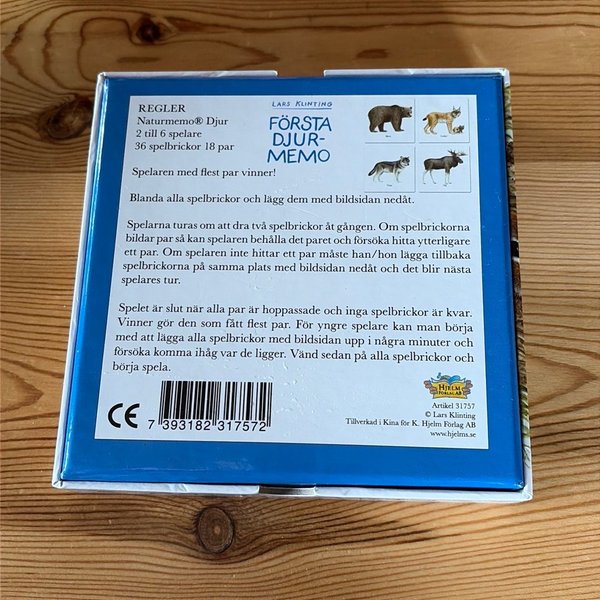 REGLER
Naturmemo® Djur
2 till 6 spelare
36 spelbrickor 18 par
LARS KLINTING
FÖRSTA
DJUR-
MEMO
Spelaren med flest par vinner!
Blanda alla spelbrickor och lägg dem med bildsidan nedåt.
Spelarna turas om att dra två spelbrickor åt gången. Om spelbrickorna
bildar par så kan spelaren behålla det paret och försöka hitta ytterligare
ett par. Om spelaren inte hittar ett par måste han/hon lägga tillbaka
spelbrickorna på samma plats med bildsidan nedåt och det blir nästa
spelares tur.
Spelet är slut när alla par är hoppassade och inga spelbrickor är kvar.
Vinner gör den som fått flest par. För yngre spelare kan man börja
med att lägga alla spelbrickor med bildsidan upp i några minuter och
försöka komma ihåg var de ligger. Vänd sedan på alla spelbrickor och
börja spela.
CE
7 393182 317572
HJELM
FÖRLAG AB
Artikel 31757
© Lars Klinting
Tillverkad i Kina för K. Hjelm Förlag AB
www.hjelms.se